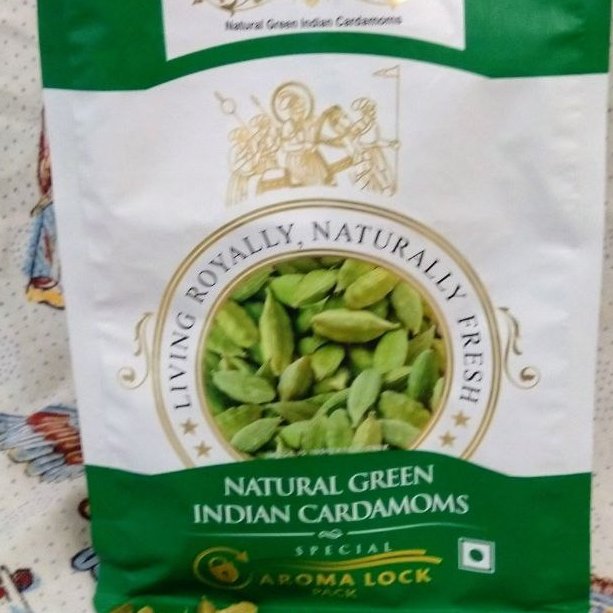 Natural Green Indian Cardamoms
LIVING ROYALLY, NATURALLY FRESH
NATURAL GREEN
INDIAN CARDAMOMS
SPECIAL
AROMA LOCK
PACK